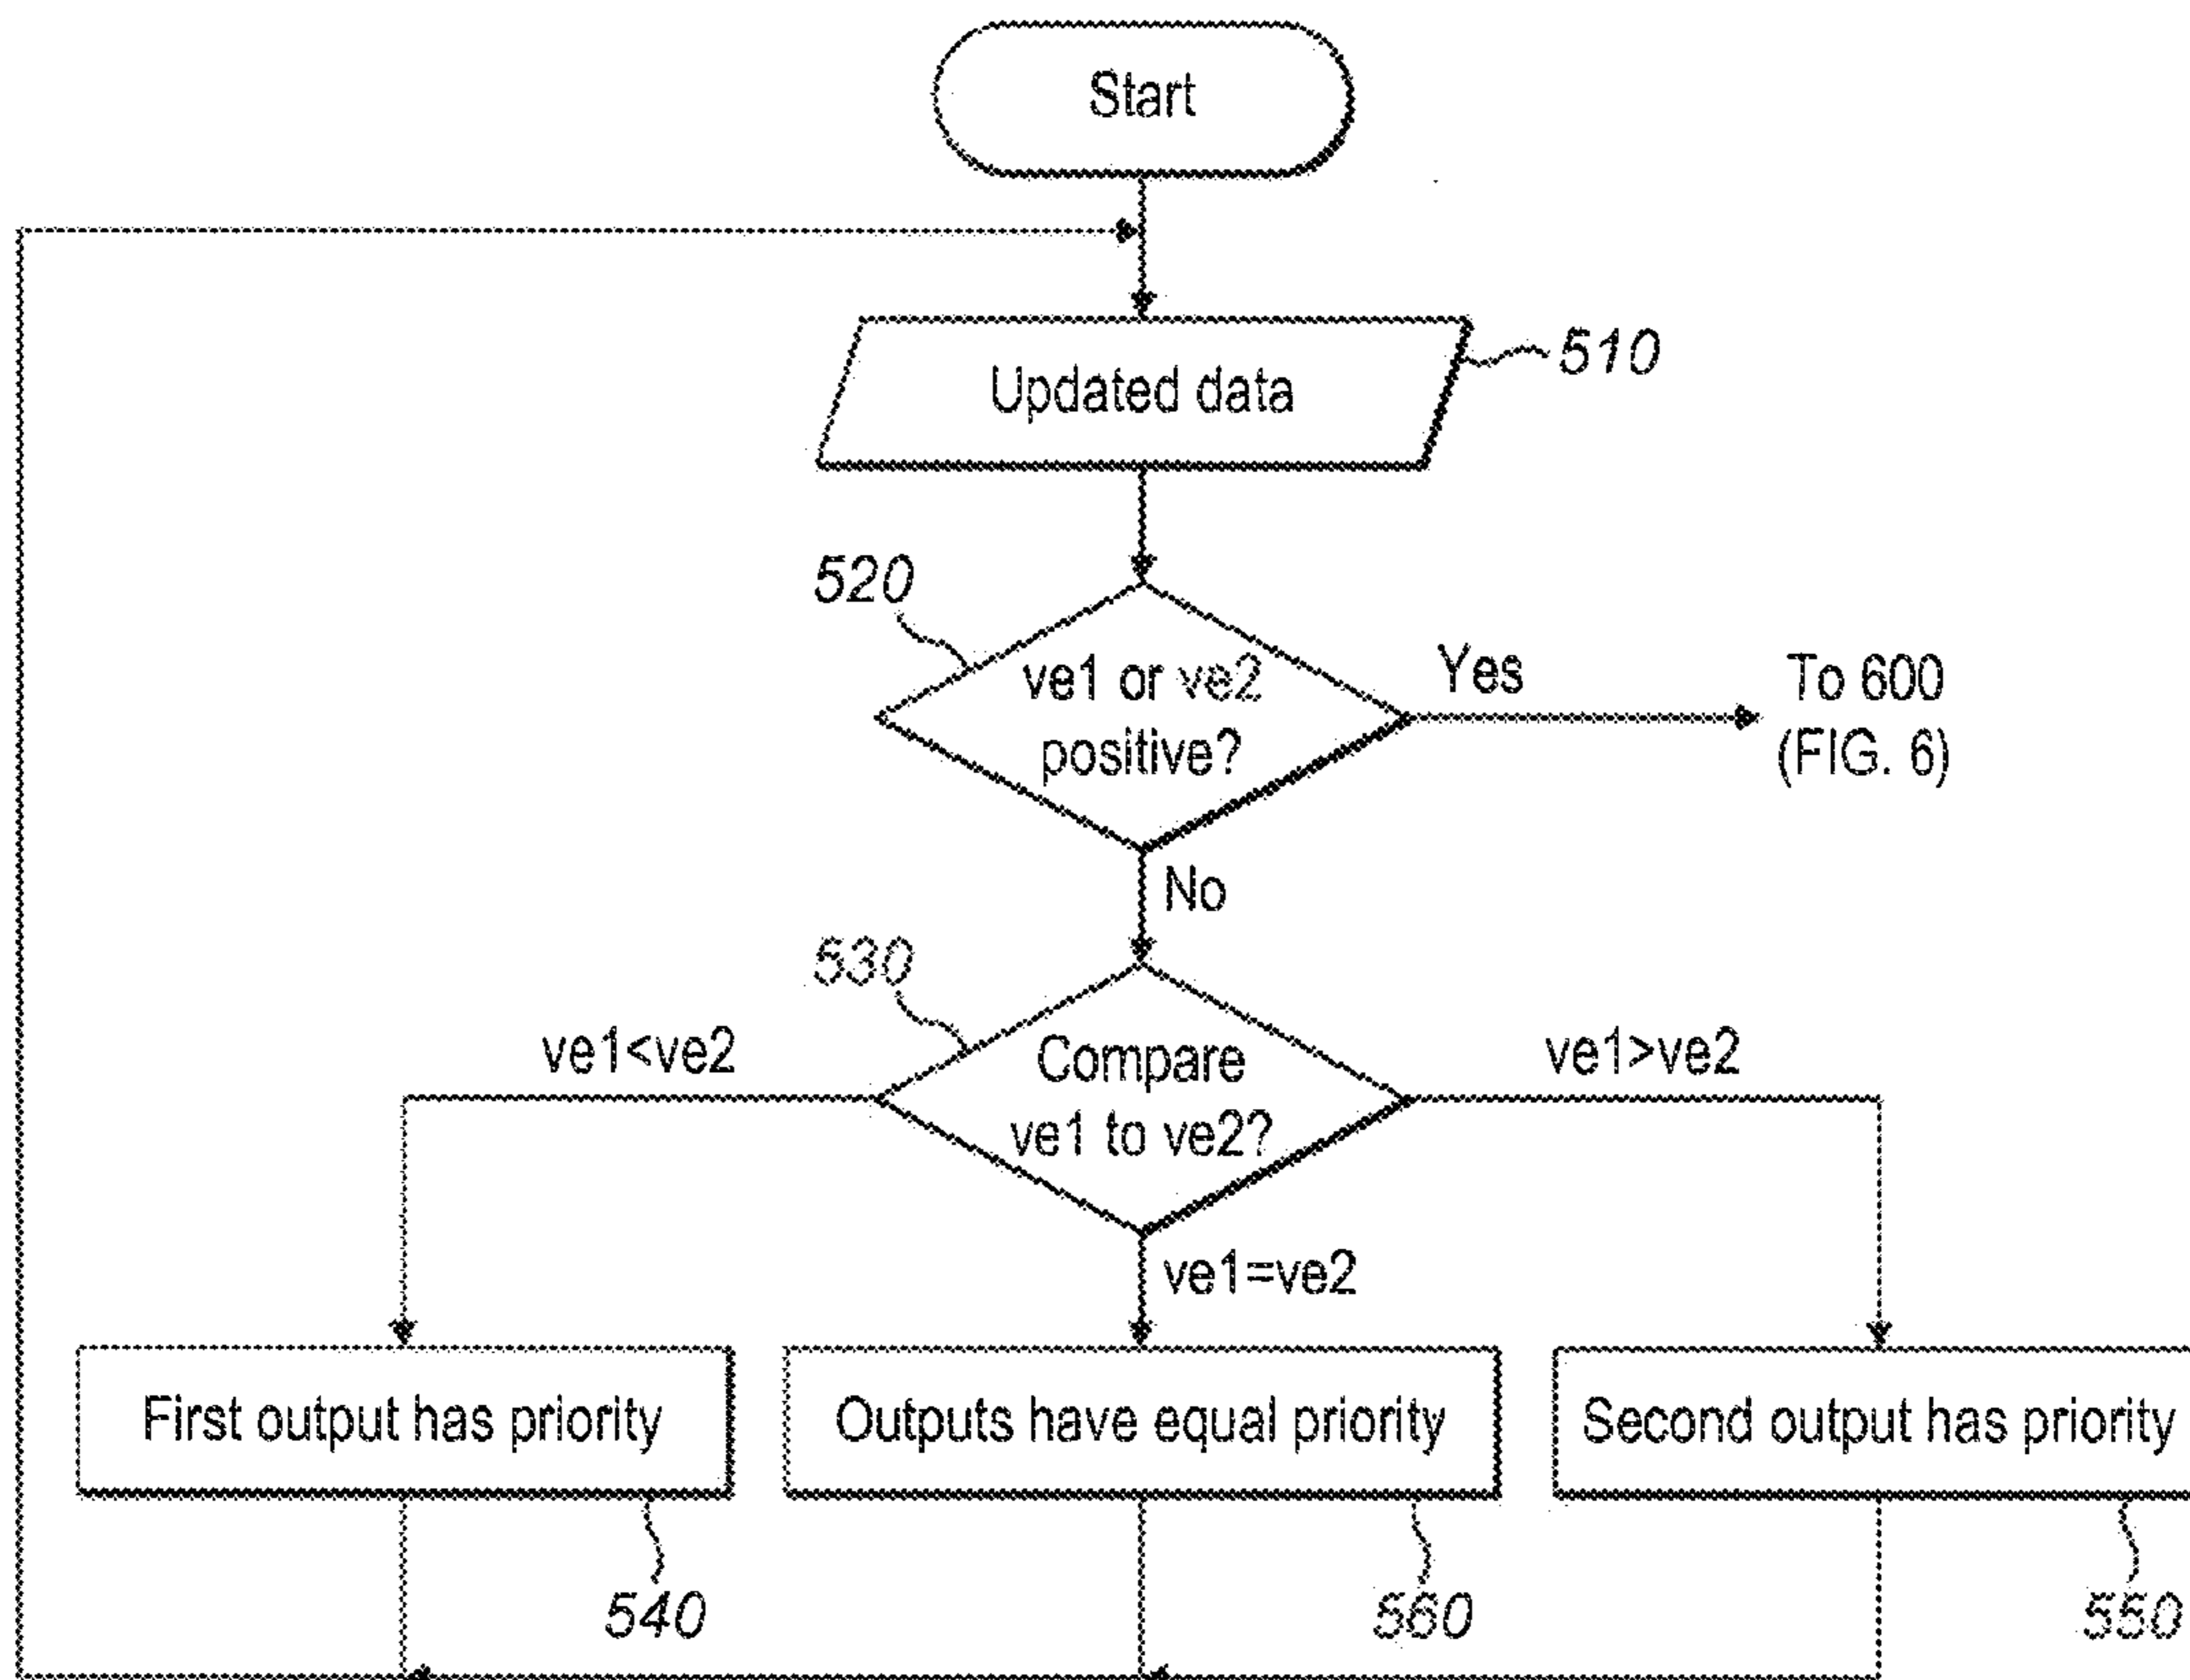 Start
Updated data
510
520
ve1 or ve2
positive?
Yes
To 600
(FIG. 6)
No
530
ve1<ve2
Compare
ve1 to ve2?
ve1>ve2
ve1=ve2
First output has priority
Outputs have equal priority
Second output has priority
540
560
550